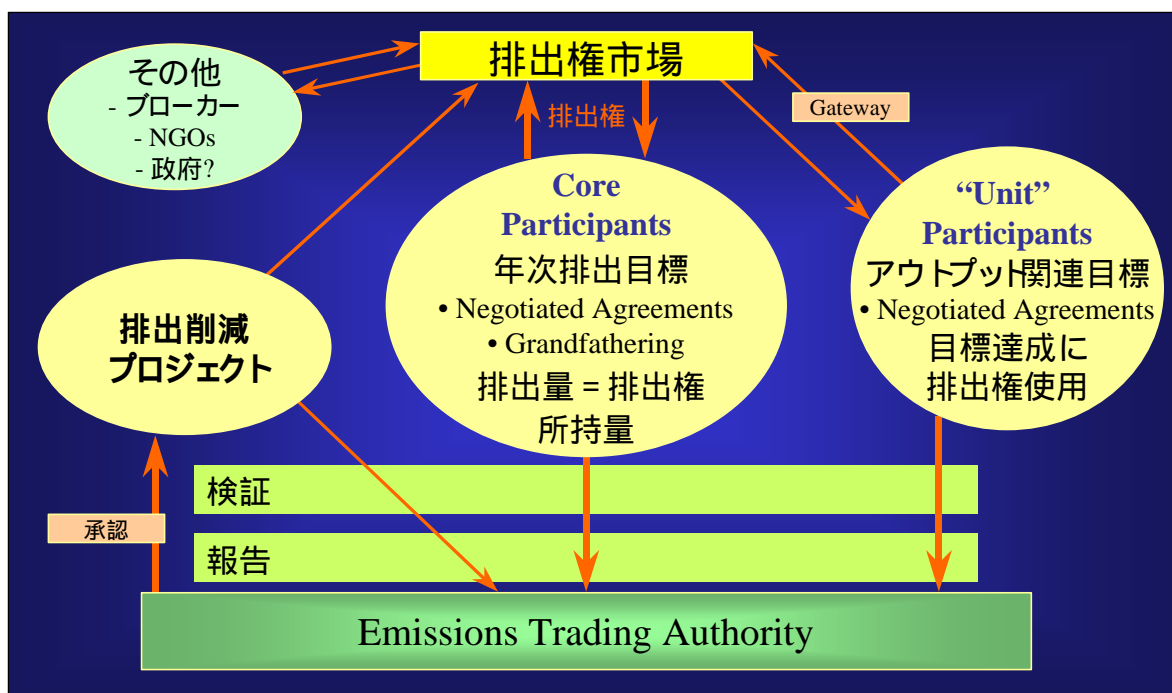 排出権市場
その他
- ブローカー
- NGOs
- 政府?
排出権
Gateway
Core
Participants
年次排出目標
• Negotiated Agreements
• Grandfathering
排出量 = 排出権
所持量
“Unit”
Participants
アウトプット関連目標
• Negotiated Agreements
目標達成に
排出権使用
排出削減
プロジェクト
検証
承認
報告
Emissions Trading Authority